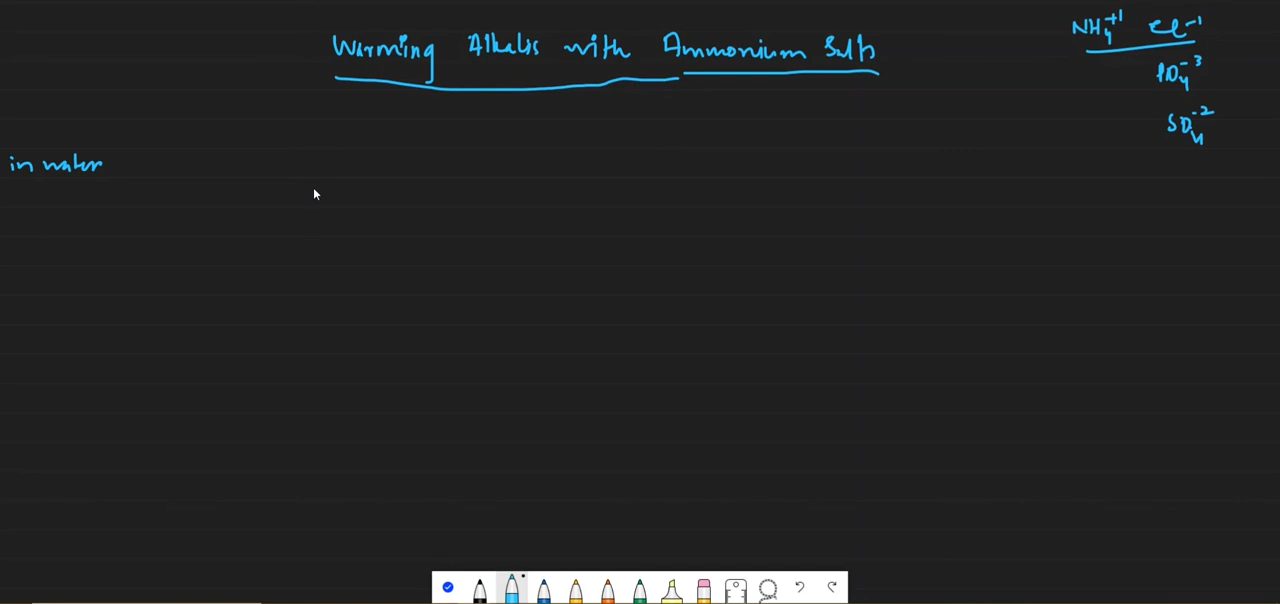 Warming Alkalis with Ammonium Salts
NH₄⁺¹ Cl⁻¹
PO₄⁻³
SO₄⁻²
in water